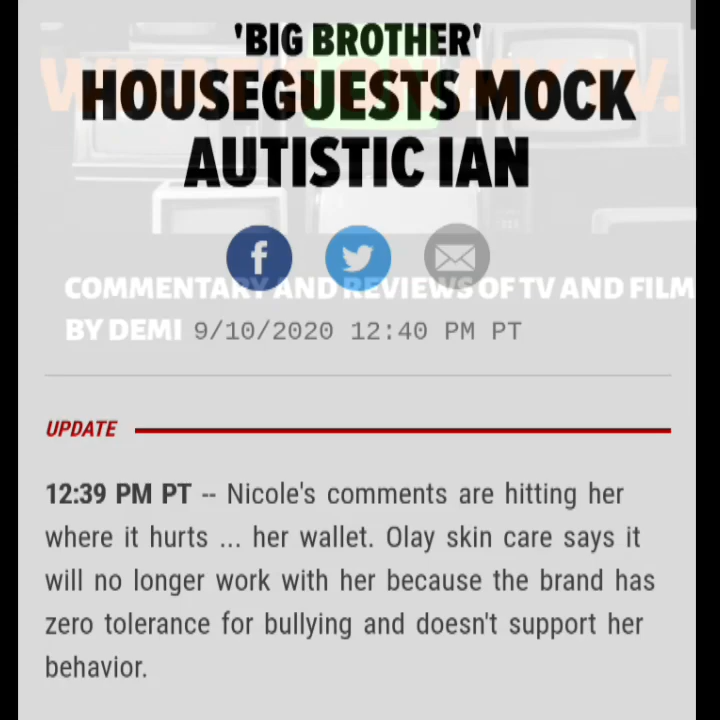 'BIG BROTHER'
HOUSEGUESTS MOCK
AUTISTIC IAN
f
COMMENTARY AND REVIEWS OF TV AND FILM
BY DEMI 9/10/2020 12:40 PM PT
UPDATE
12:39 PM PT -- Nicole's comments are hitting her
where it hurts ... her wallet. Olay skin care says it
will no longer work with her because the brand has
zero tolerance for bullying and doesn't support her
behavior.